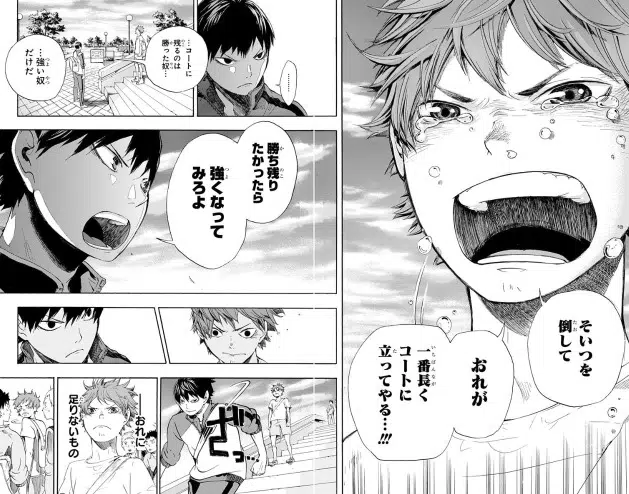 そいつを
倒して
おれが
一番長く
コートに
立ってやる…!!!
…………
…コートに
残るのは
勝った奴…
…強い奴
だけだ
勝ち残り
たかったら
強くなって
みろよ
ざっ
おれに
足りないもの